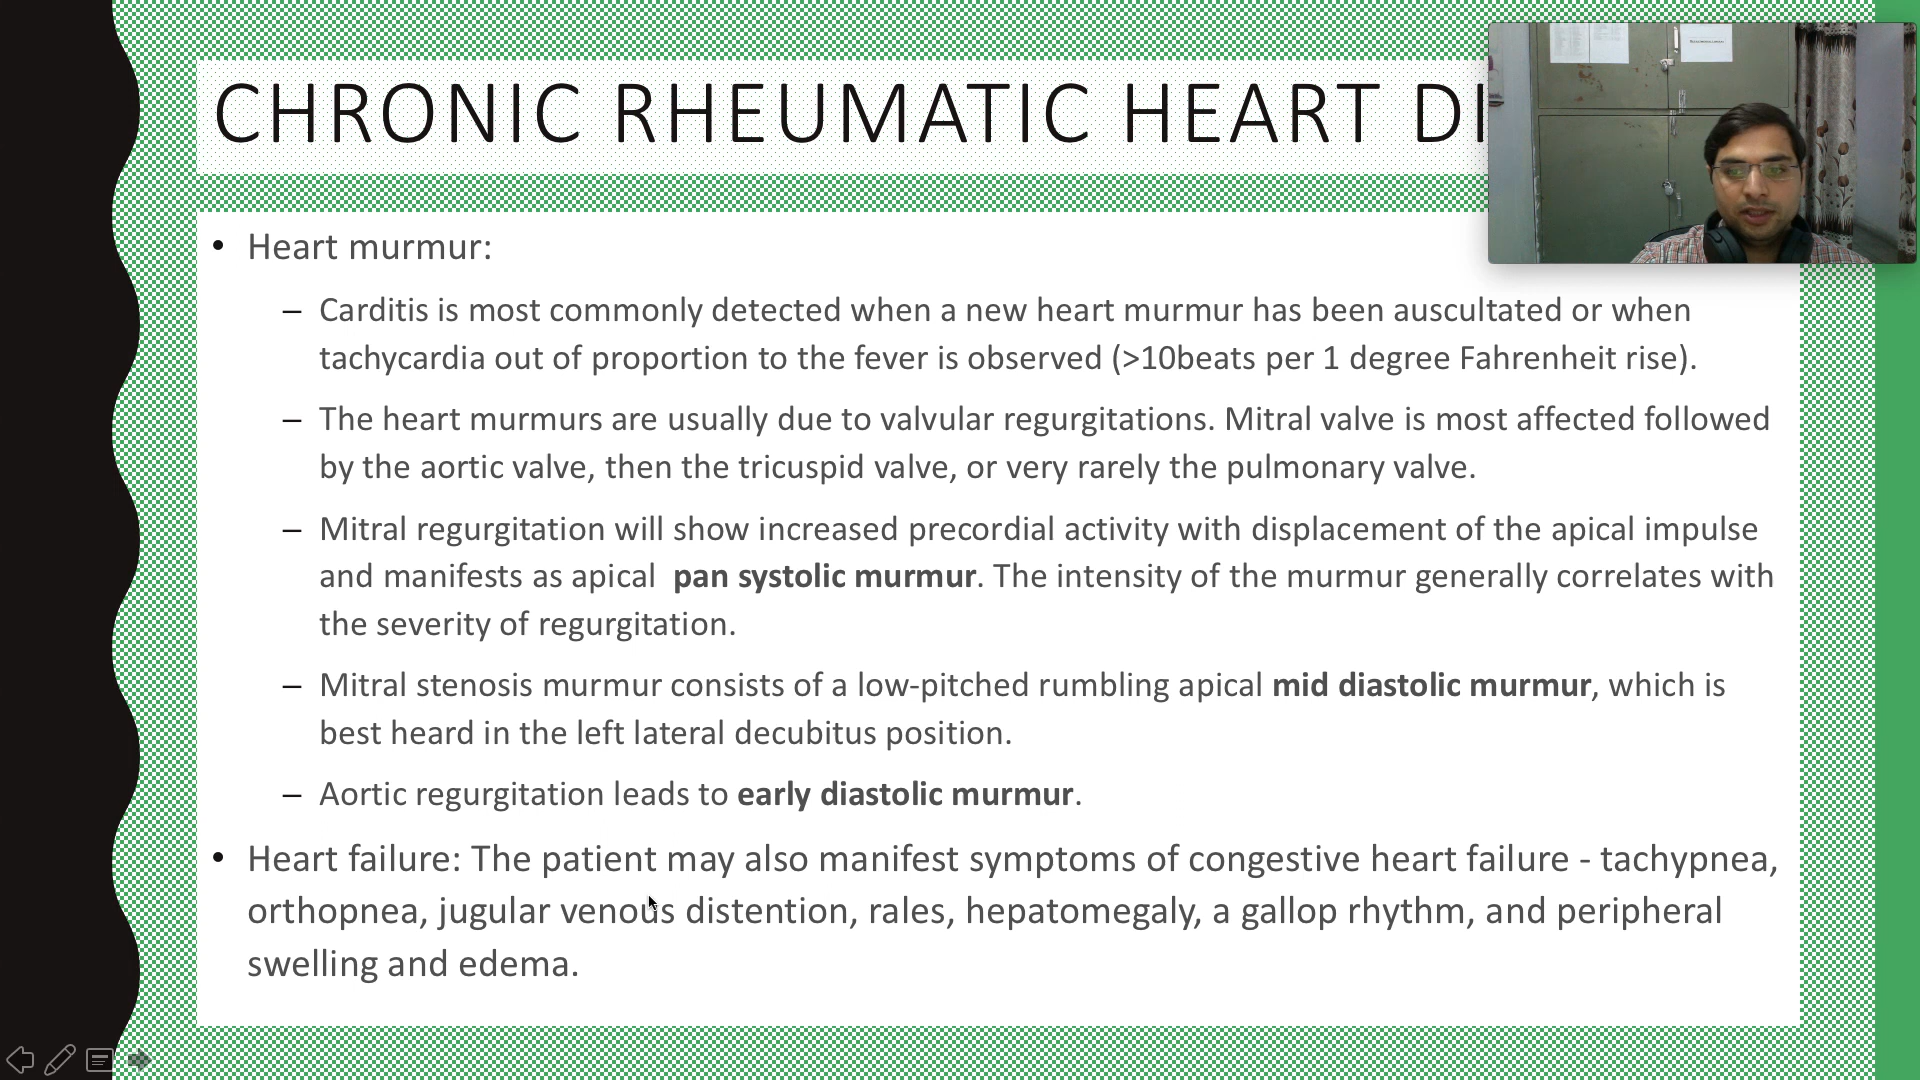 CHRONIC RHEUMATIC HEART
• Heart murmur:
– Carditis is most commonly detected when a new heart murmur has been auscultated or when
tachycardia out of proportion to the fever is observed (>10beats per 1 degree Fahrenheit rise).
– The heart murmurs are usually due to valvular regurgitations. Mitral valve is most affected followed
by the aortic valve, then the tricuspid valve, or very rarely the pulmonary valve.
– Mitral regurgitation will show increased precordial activity with displacement of the apical impulse
and manifests as apical  pan systolic murmur. The intensity of the murmur generally correlates with
the severity of regurgitation.
– Mitral stenosis murmur consists of a low-pitched rumbling apical mid diastolic murmur, which is
best heard in the left lateral decubitus position.
– Aortic regurgitation leads to early diastolic murmur.
• Heart failure: The patient may also manifest symptoms of congestive heart failure - tachypnea,
orthopnea, jugular venous distention, rales, hepatomegaly, a gallop rhythm, and peripheral
swelling and edema.